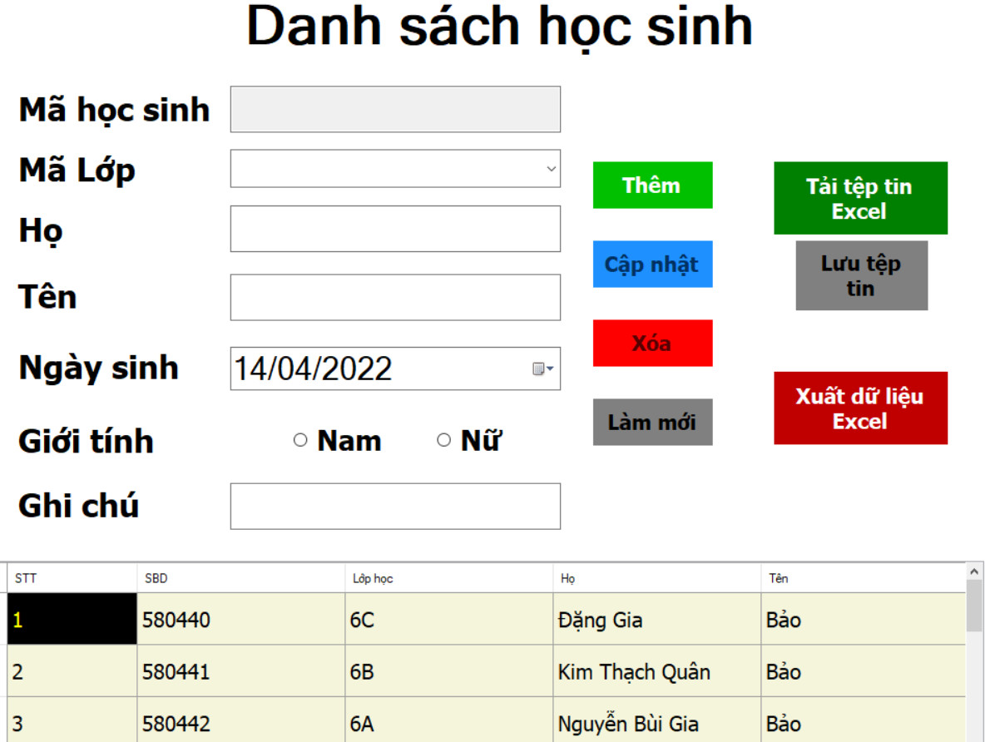 Danh sách học sinh
Mã học sinh
Mã Lớp
Thêm
Tải tệp tin
Excel
Họ
Cập nhật
Lưu tệp
tin
Tên
Xóa
Ngày sinh
14/04/2022
Xuất dữ liệu
Excel
Làm mới
Giới tính
Nam
Nữ
Ghi chú
STT SBD Lớp học Họ Tên
1 580440 6C Đặng Gia Bảo
2 580441 6B Kim Thạch Quân Bảo
3 580442 6A Nguyễn Bùi Gia Bảo